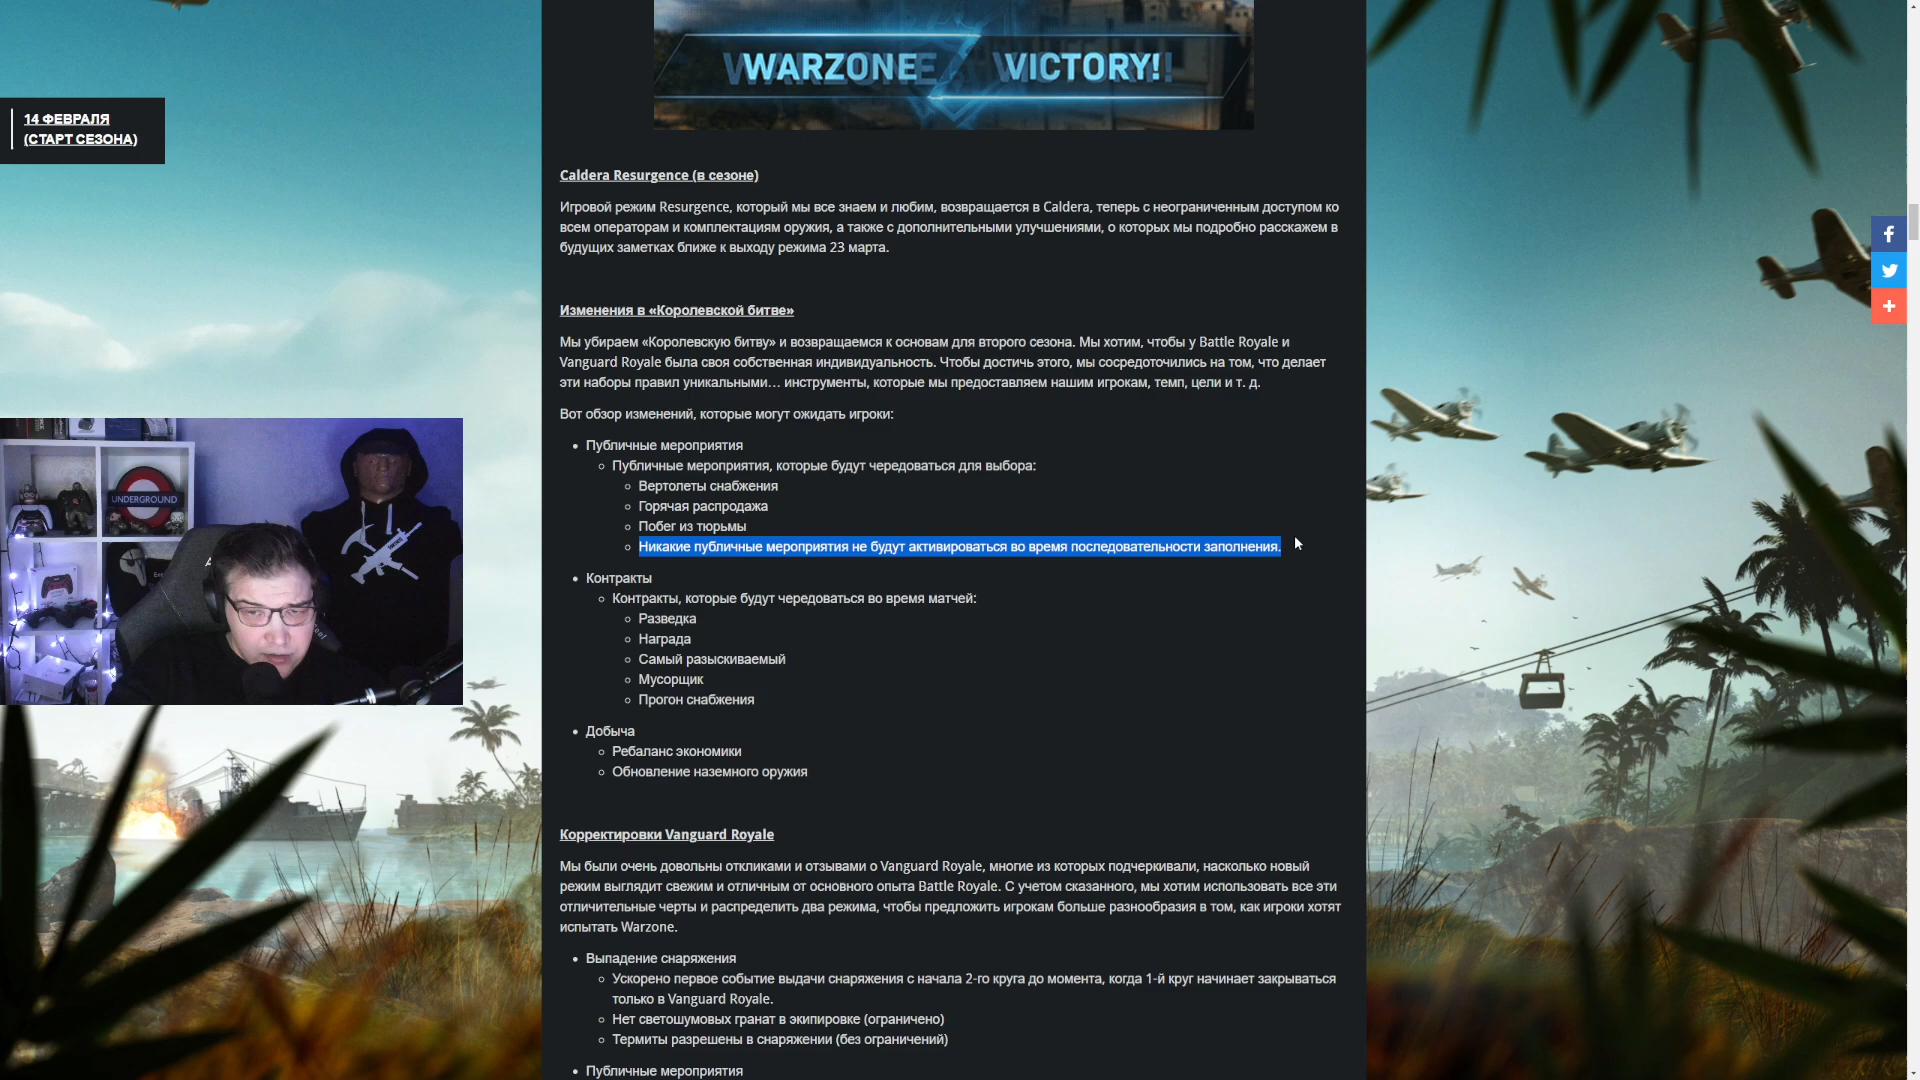 WARZONE VICTORY!!
14 ФЕВРАЛЯ
(СТАРТ СЕЗОНА)
Caldera Resurgence (в сезоне)
Игровой режим Resurgence, который мы все знаем и любим, возвращается в Caldera, теперь с неограниченным доступом ко
всем операторам и комплектациям оружия, а также с дополнительными улучшениями, о которых мы подробно расскажем в
будущих заметках ближе к выходу режима 23 марта.
Изменения в «Королевской битве»
Мы убираем «Королевскую битву» и возвращаемся к основам для второго сезона. Мы хотим, чтобы у Battle Royale и
Vanguard Royale была своя собственная индивидуальность. Чтобы достичь этого, мы сосредоточились на том, что делает
эти наборы правил уникальными… инструменты, которые мы предоставляем нашим игрокам, темп, цели и т. д.
Вот обзор изменений, которые могут ожидать игроки:
Публичные мероприятия
Публичные мероприятия, которые будут чередоваться для выбора:
Вертолеты снабжения
Горячая распродажа
Побег из тюрьмы
Никакие публичные мероприятия не будут активироваться во время последовательности заполнения.
Контракты
Контракты, которые будут чередоваться во время матчей:
Разведка
Награда
Самый разыскиваемый
Мусорщик
Прогон снабжения
Добыча
Ребаланс экономики
Обновление наземного оружия
Корректировки Vanguard Royale
Мы были очень довольны откликами и отзывами о Vanguard Royale, многие из которых подчеркивали, насколько новый
режим выглядит свежим и отличным от основного опыта Battle Royale. С учетом сказанного, мы хотим использовать все эти
отличительные черты и распределить два режима, чтобы предложить игрокам больше разнообразия в том, как игроки хотят
испытать Warzone.
Выпадение снаряжения
Ускорено первое событие выдачи снаряжения с начала 2-го круга до момента, когда 1-й круг начинает закрываться
только в Vanguard Royale.
Нет светошумовых гранат в экипировке (ограничено)
Термиты разрешены в снаряжении (без ограничений)
Публичные мероприятия
UNDERGROUND